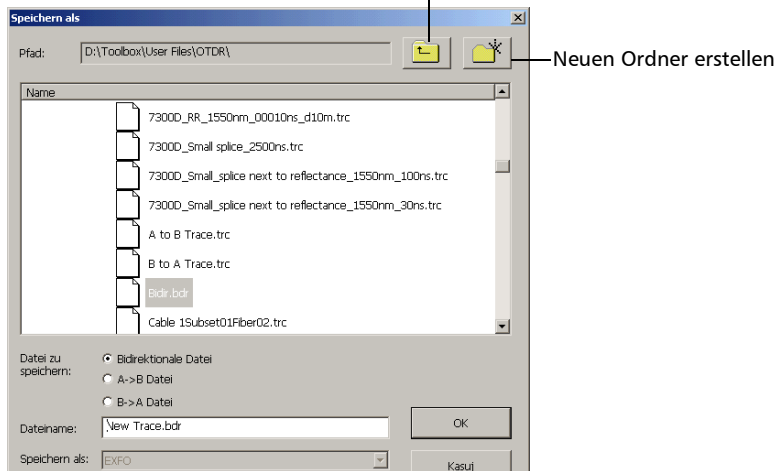 Speichern als
Pfad: D:\Toolbox\User Files\OTDR\
Neuen Ordner erstellen
Name
7300D_RR_1550nm_00010ns_d10m.trc
7300D_Small splice_2500ns.trc
7300D_Small_splice next to reflectance_1550nm_100ns.trc
7300D_Small_splice next to reflectance_1550nm_30ns.trc
A to B Trace.trc
B to A Trace.trc
Bidir.bdr
Cable 1Subset01Fiber02.trc
Datei zu speichern:
Bidirektionale Datei
A->B Datei
B->A Datei
Dateiname: New Trace.bdr
OK
Speichern als: EXFO
Kasuj